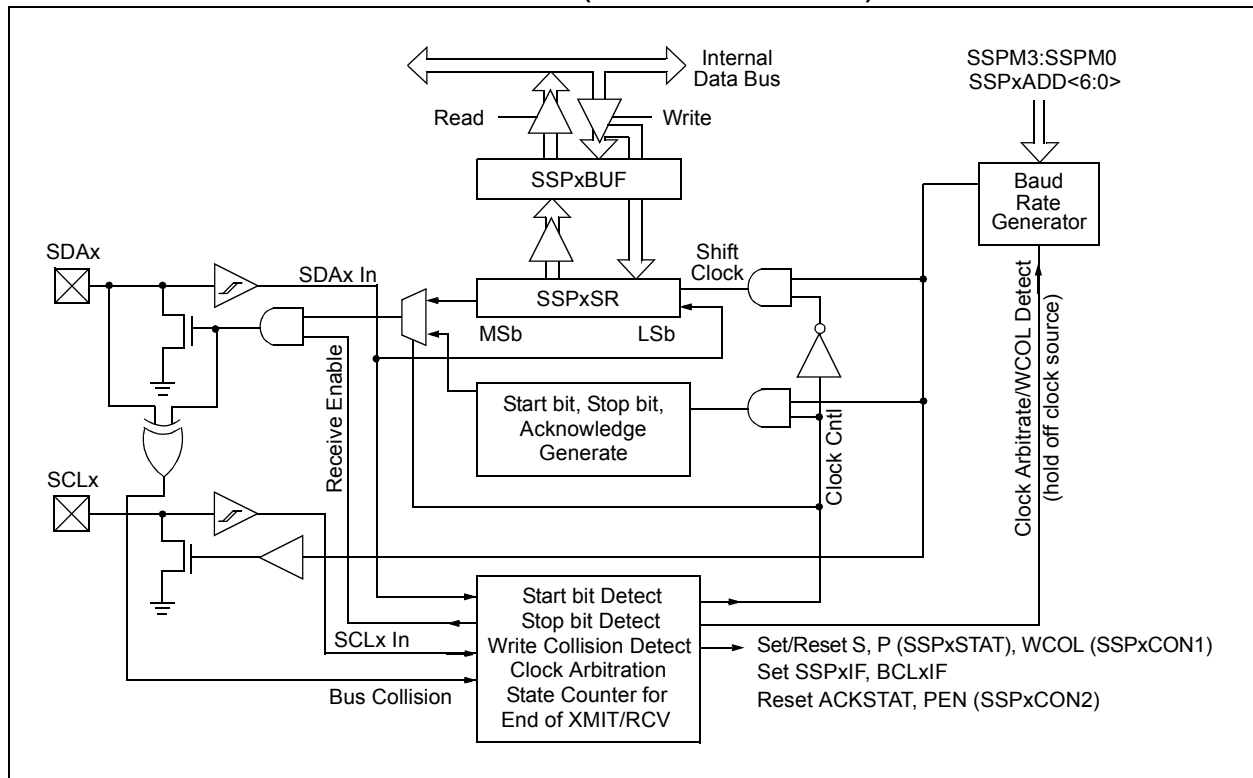 Internal
Data Bus
SSPM3:SSPM0
SSPxADD<6:0>
Read
Write
SSPxBUF
Baud
Rate
Generator
SDAx
SDAx In
Shift
Clock
SSPxSR
MSb
LSb
Start bit, Stop bit,
Acknowledge
Generate
Receive Enable
Clock Cntl
Clock Arbitrate/WCOL Detect
(hold off clock source)
SCLx
SCLx In
Bus Collision
Start bit Detect
Stop bit Detect
Write Collision Detect
Clock Arbitration
State Counter for
End of XMIT/RCV
Set/Reset S, P (SSPxSTAT), WCOL (SSPxCON1)
Set SSPxIF, BCLxIF
Reset ACKSTAT, PEN (SSPxCON2)